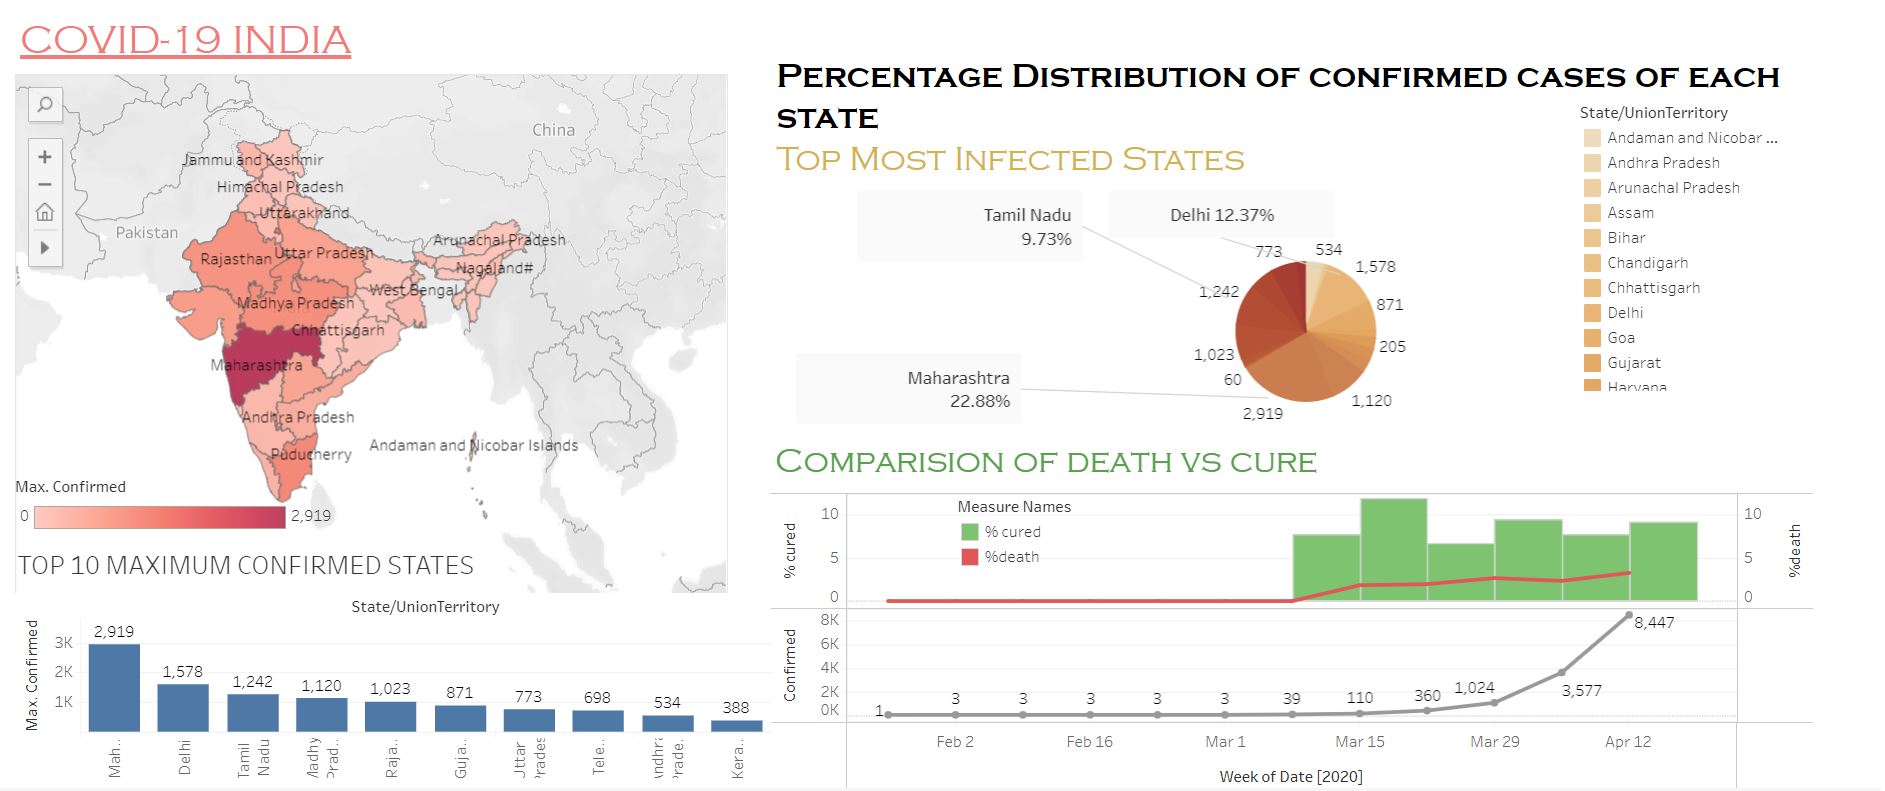 COVID-19 INDIA
China
Jammu and Kashmir
Himachal Pradesh
Uttarakhand
Pakistan
Arunachal Pradesh
Rajasthan
Uttar Pradesh
Nagaland#
West Bengal
Madhya Pradesh
Chhattisgarh
Maharashtra
Andhra Pradesh
Andaman and Nicobar Islands
Puducherry
Max. Confirmed
0
2,919
TOP 10 MAXIMUM CONFIRMED STATES
State/UnionTerritory
Max. Confirmed
3K
2K
1K
2,919
1,578
1,242
1,120
1,023
871
773
698
534
388
Mah..
Delhi
Tamil
Nadu
Madhy
Prad..
Raja..
Guja..
Uttar
Prades
Tele..
Andhra
Prade.
Kera..
Percentage Distribution of confirmed cases of each
state
Top Most Infected States
Tamil Nadu
9.73%
Delhi 12.37%
Maharashtra
22.88%
773
534
1,578
871
205
1,120
2,919
60
1,023
1,242
State/UnionTerritory
Andaman and Nicobar ...
Andhra Pradesh
Arunachal Pradesh
Assam
Bihar
Chandigarh
Chhattisgarh
Delhi
Goa
Gujarat
Haryana
Comparision of death vs cure
% cured
10
5
0
Measure Names
% cured
%death
10
5
0
%death
Confirmed
8K
6K
4K
2K
0K
1
3
3
3
3
3
39
110
360
1,024
3,577
8,447
Feb 2
Feb 16
Mar 1
Mar 15
Mar 29
Apr 12
Week of Date [2020]